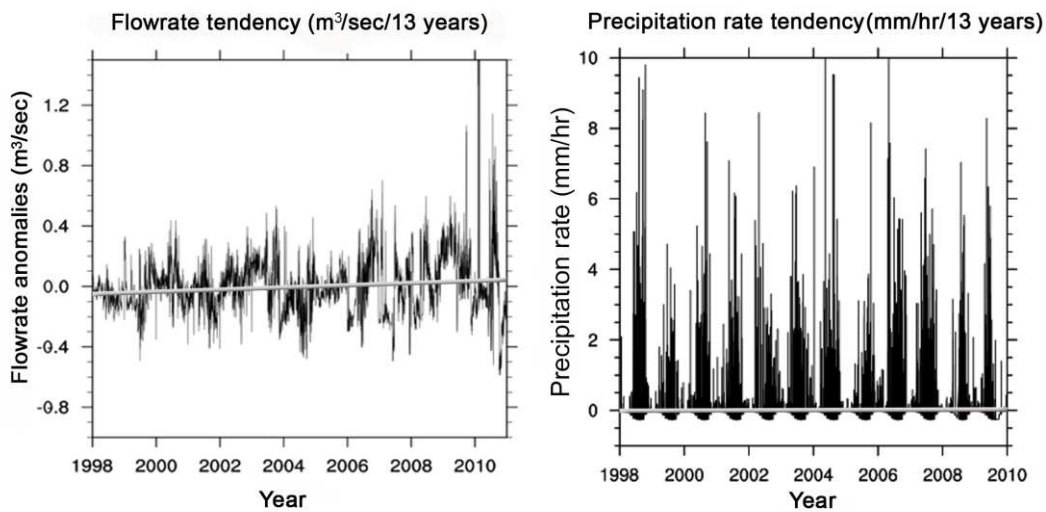 Flowrate tendency (m³/sec/13 years)
Flowrate anomalies (m³/sec)
1.2
0.8
0.4
0.0
-0.4
-0.8
1998 2000 2002 2004 2006 2008 2010
Year
Precipitation rate tendency(mm/hr/13 years)
Precipitation rate (mm/hr)
10
8
6
4
2
0
1998 2000 2002 2004 2006 2008 2010
Year